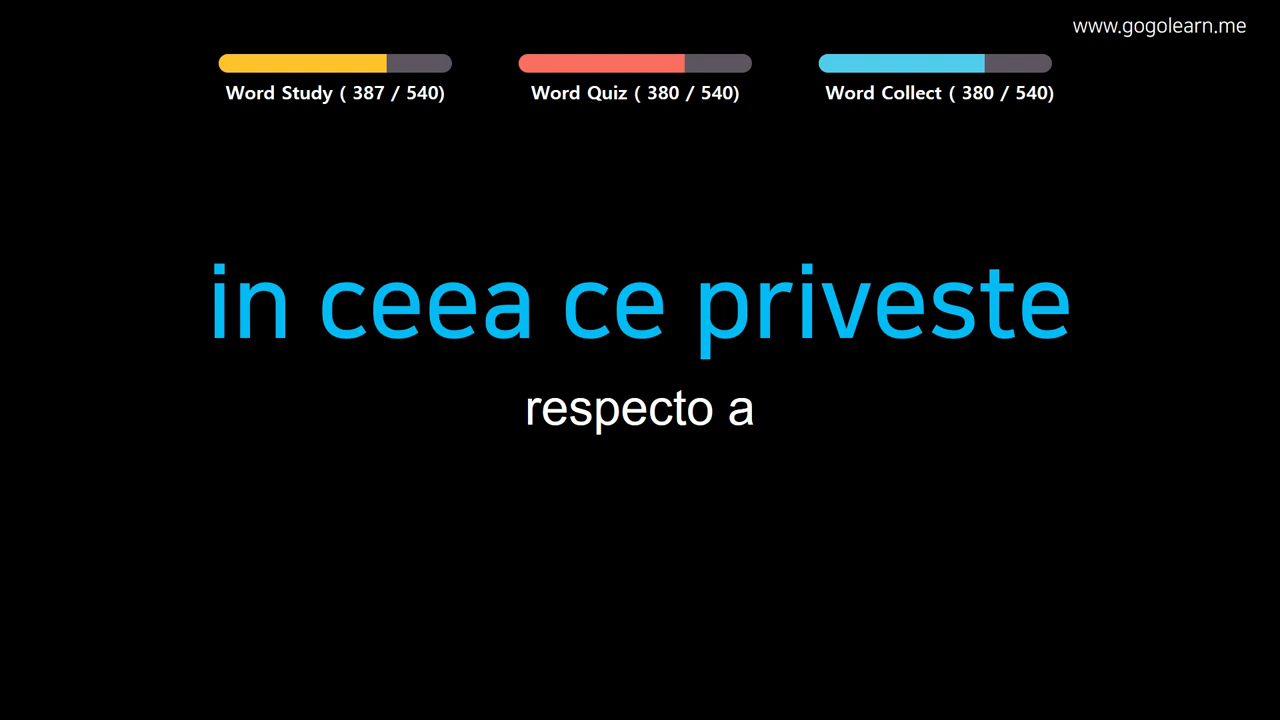 www.gogolearn.me
Word Study ( 387 / 540)
Word Quiz ( 380 / 540)
Word Collect ( 380 / 540)
in ceea ce priveste
respecto a